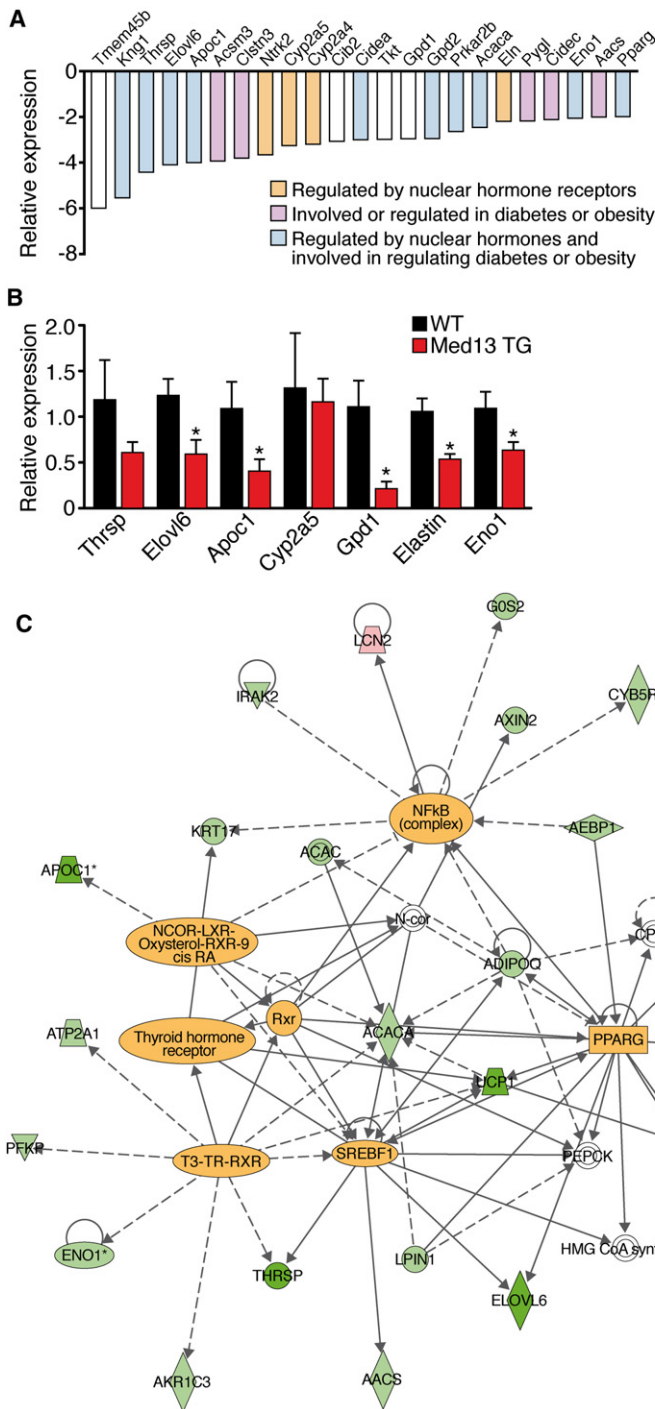 A
Tmem45b
Kng1
Thrsp
Elovl6
Apoc1
Acsm3
Clstn3
Ntrk2
Cyp2a5
Cyp2a4
Cib2
Cidea
Tkt
Gpd1
Gpd2
Prkar2b
Acaca
Eln
Pygl
Cidec
Eno1
Aacs
Pparg
Relative expression
0
-2
-4
-6
-8
Regulated by nuclear hormone receptors
Involved or regulated in diabetes or obesity
Regulated by nuclear hormones and
involved in regulating diabetes or obesity
B
Relative expression
2.0
1.5
1.0
0.5
0
WT
Med13 TG
*
*
*
*
*
Thrsp
Elovl6
Apoc1
Cyp2a5
Gpd1
Elastin
Eno1
C
G0S2
LCN2
IRAK2
CYB5R
AXIN2
NFkB
(complex)
KRT17
AEBP1
ACAC
APOC1*
N-cor
NCOR-LXR-
Oxysterol-RXR-9
cis RA
CP
ADIPOQ
Rxr
ATP2A1
Thyroid hormone
receptor
ACACA
PPARG
UCP1
PFKP
T3-TR-RXR
SREBF1
PEPCK
ENO1*
HMG CoA synt
THRSP
LPIN1
ELOVL6
AKR1C3
AACS